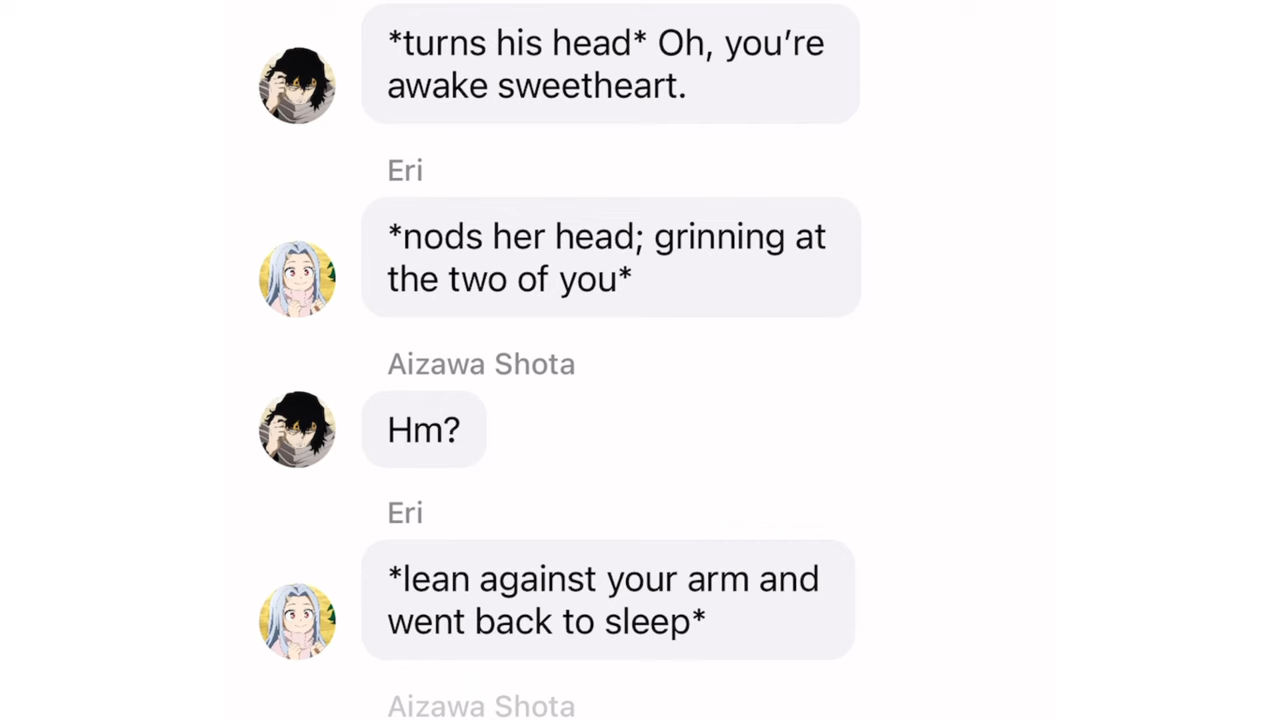 *turns his head* Oh, you’re
awake sweetheart.
Eri
*nods her head; grinning at
the two of you*
Aizawa Shota
Hm?
Eri
*lean against your arm and
went back to sleep*
Aizawa Shota